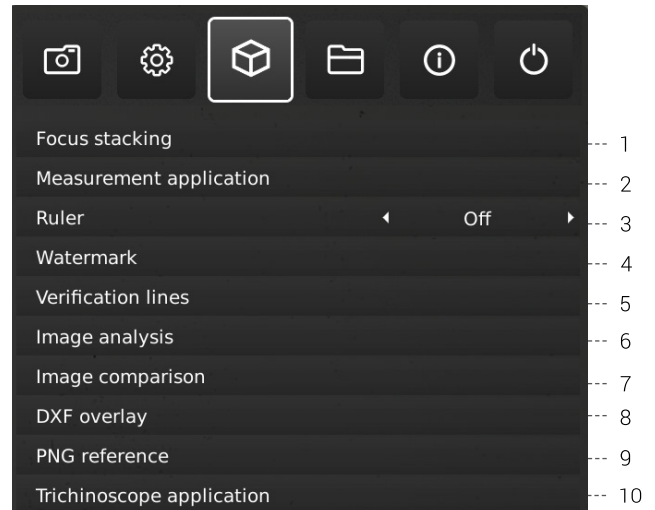 Focus stacking 1
Measurement application 2
Ruler Off 3
Watermark 4
Verification lines 5
Image analysis 6
Image comparison 7
DXF overlay 8
PNG reference 9
Trichinoscope application 10